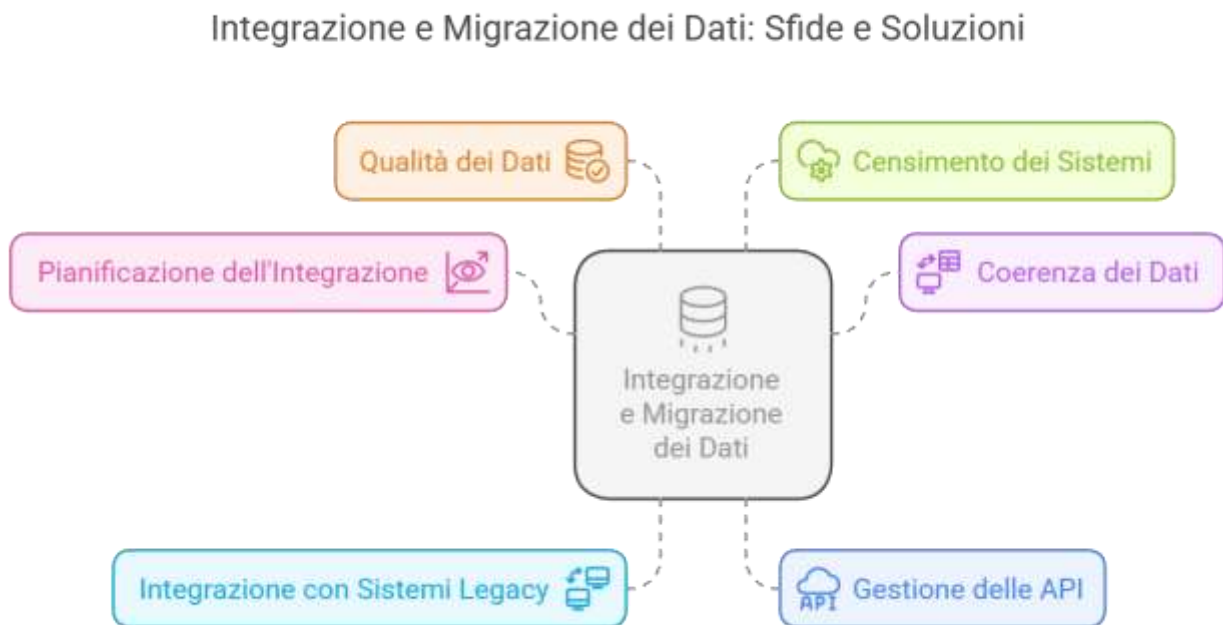 Integrazione e Migrazione dei Dati: Sfide e Soluzioni
Qualità dei Dati
Censimento dei Sistemi
Pianificazione dell'Integrazione
Coerenza dei Dati
Integrazione
e Migrazione
dei Dati
Integrazione con Sistemi Legacy
API
Gestione delle API